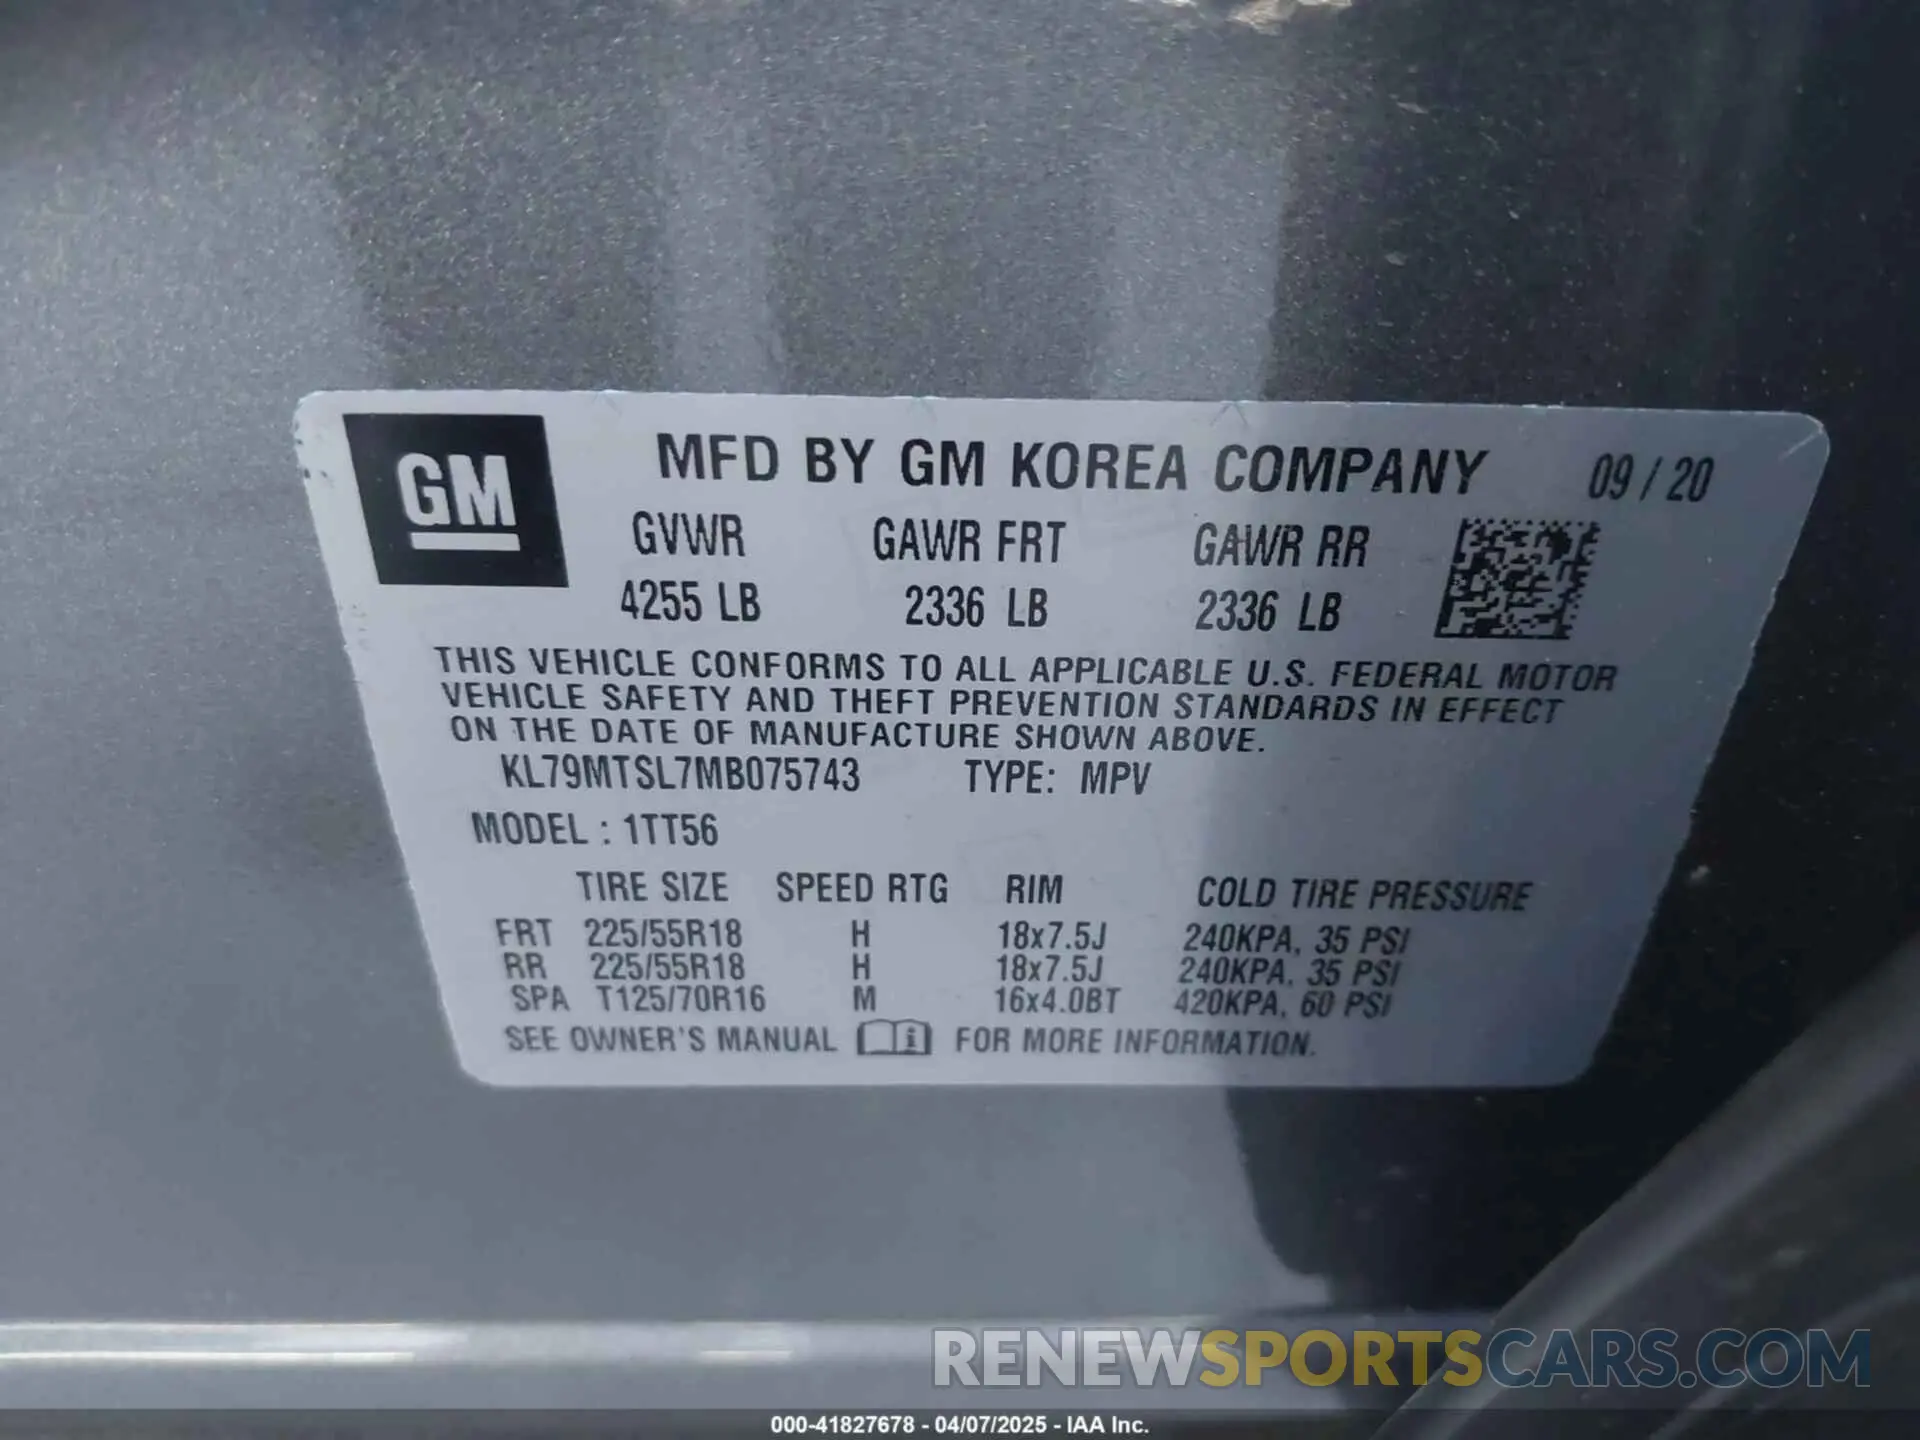 GM
MFD BY GM KOREA COMPANY 09 / 20
GVWR GAWR FRT GAWR RR
4255 LB 2336 LB 2336 LB
THIS VEHICLE CONFORMS TO ALL APPLICABLE U.S. FEDERAL MOTOR
VEHICLE SAFETY AND THEFT PREVENTION STANDARDS IN EFFECT
ON THE DATE OF MANUFACTURE SHOWN ABOVE.
KL79MTSL7MB075743 TYPE: MPV
MODEL : 1TT56
TIRE SIZE SPEED RTG RIM COLD TIRE PRESSURE
FRT 225/55R18 H 18x7.5J 240KPA, 35 PSI
RR 225/55R18 H 18x7.5J 240KPA, 35 PSI
SPA T125/70R16 M 16x4.0BT 420KPA, 60 PSI
SEE OWNER'S MANUAL FOR MORE INFORMATION.
RENEWSPORTSCARS.COM
000-41827678 - 04/07/2025 - IAA Inc.